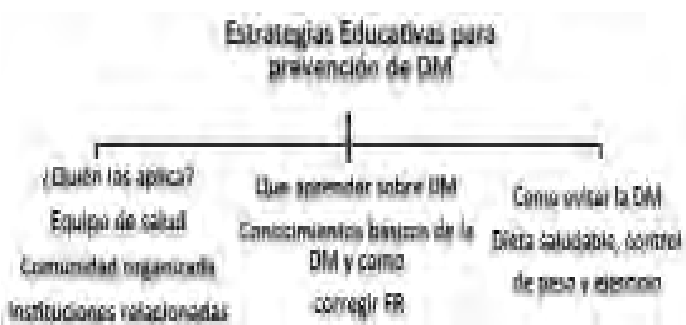 Estrategias Educativas para
prevención de DM
¿Quién las aplica?
Equipo de salud
Comunidad organizada
Instituciones relacionadas
Que aprender sobre DM
Conocimientos básicos de la
DM y como
corregir FR
Como evitar la DM
Dieta saludable, control
de peso y ejercicio